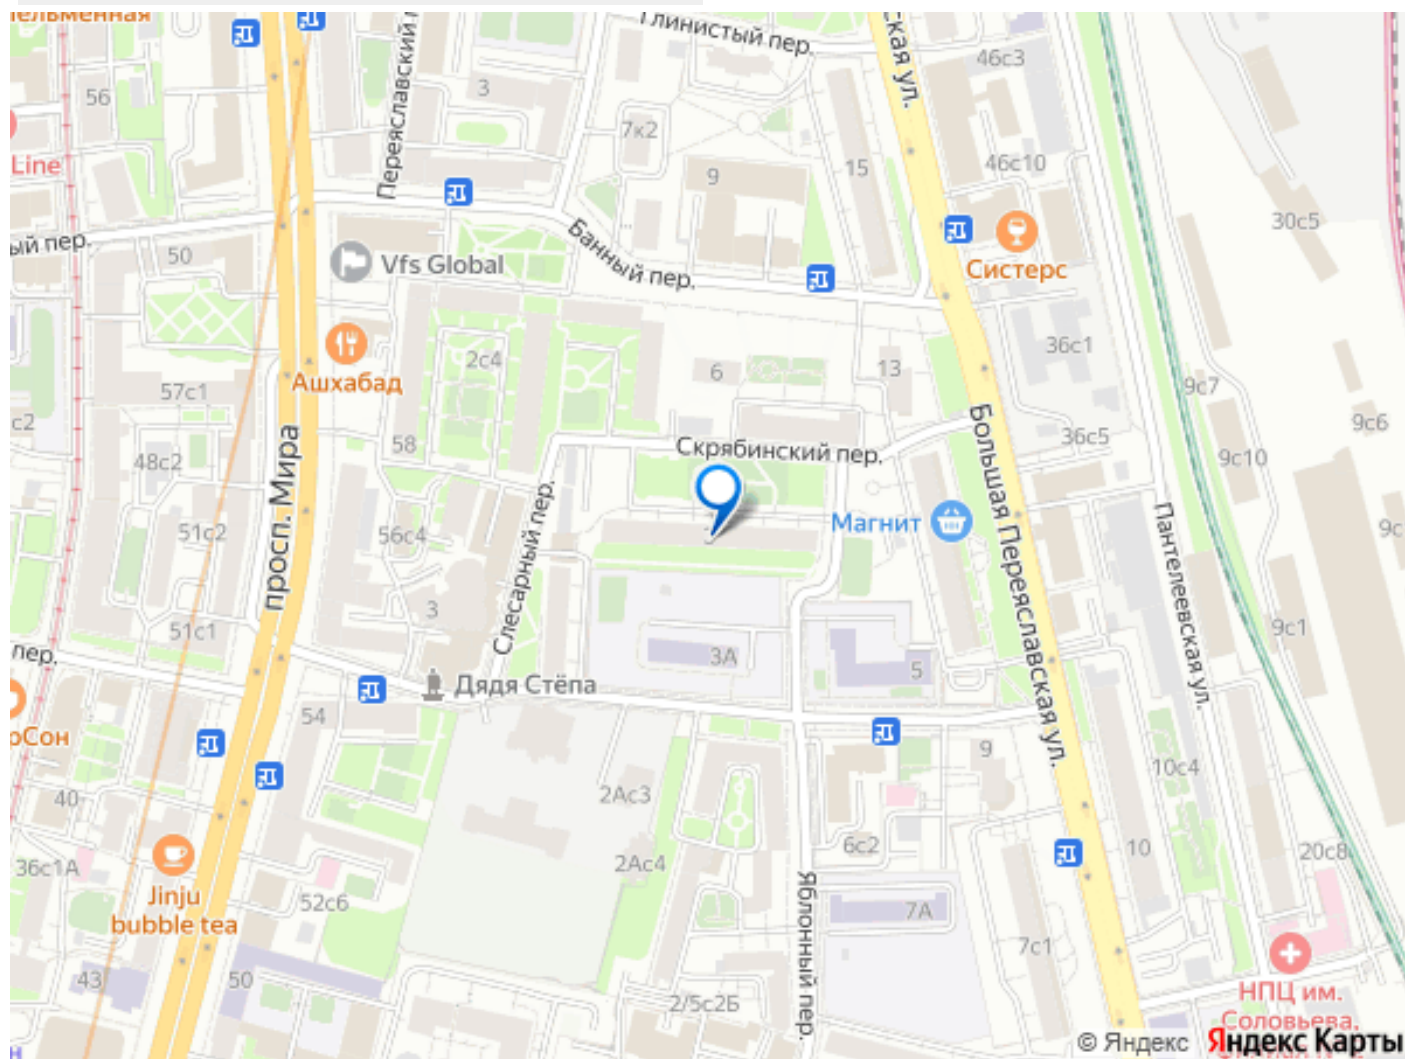 ельменная
Глинистый пер.
ская ул.
46с3
56
3
Переяславский п
7к2
15
46с10
Line
9
30с5
ый пер.
50
Vfs Global
Банный пер.
Систерс
Ашхабад
2с4
6
13
36с1
57с1
9с7
9с6
с2
58
Скрябинский пер.
36с5
48с2
9с10
просп. Мира
51с2
56с4
Слесарный пер.
Магнит
Большая Переяславская ул.
Пантелеевская ул.
9с
3
51с1
9с1
пер.
3А
5
Дядя Стёпа
54
оСон
9
10с4
40
2Ас3
6с2
10
20с8
36с1А
2Ас4
Jinju
bubble tea
52с6
Яблонный пер.
7А
7с1
43
50
2/5с2Б
НПЦ им.
Соловьева,
© Яндекс Яндекс Карты